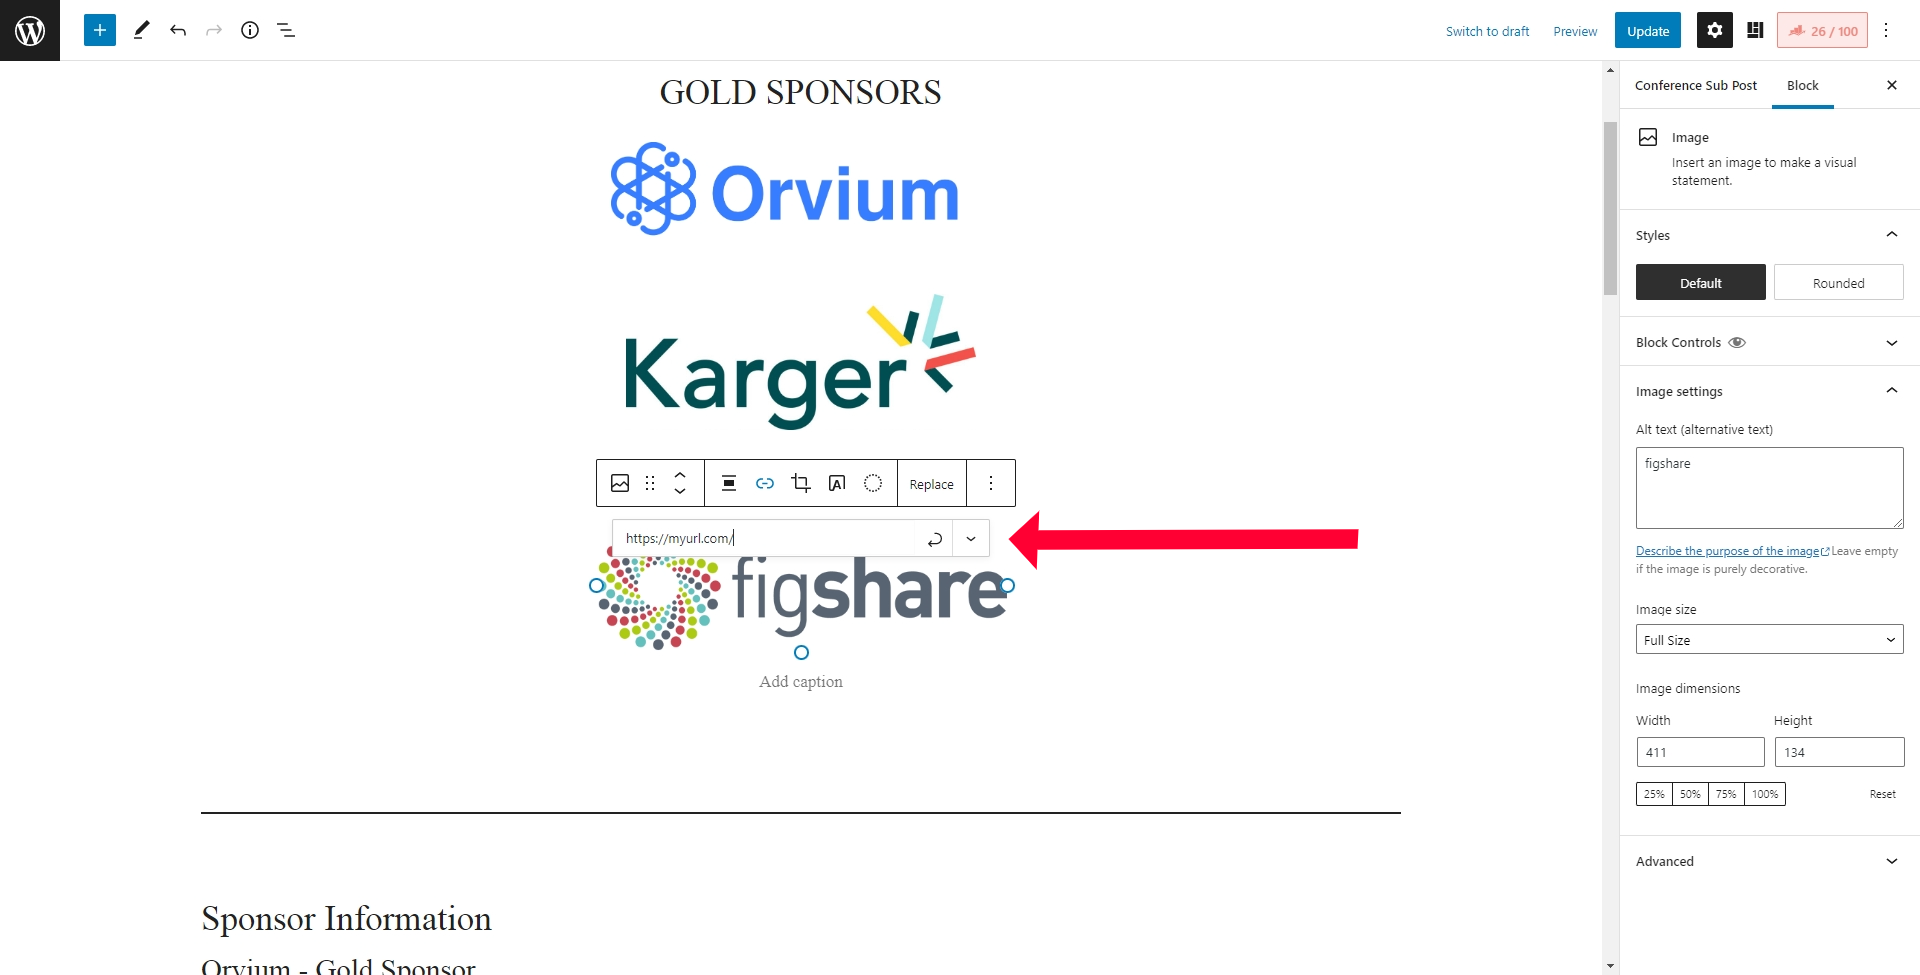 Switch to draft
Preview
Update
26 / 100
GOLD SPONSORS
Orvium
Karger
Replace
https://myurl.com/
figshare
Add caption
Sponsor Information
Orvium - Gold Sponsor
Conference Sub Post
Block
Image
Insert an image to make a visual
statement.
Styles
Default
Rounded
Block Controls
Image settings
Alt text (alternative text)
figshare
Describe the purpose of the image Leave empty
if the image is purely decorative.
Image size
Full Size
Image dimensions
Width
Height
411
134
25%
50%
75%
100%
Reset
Advanced